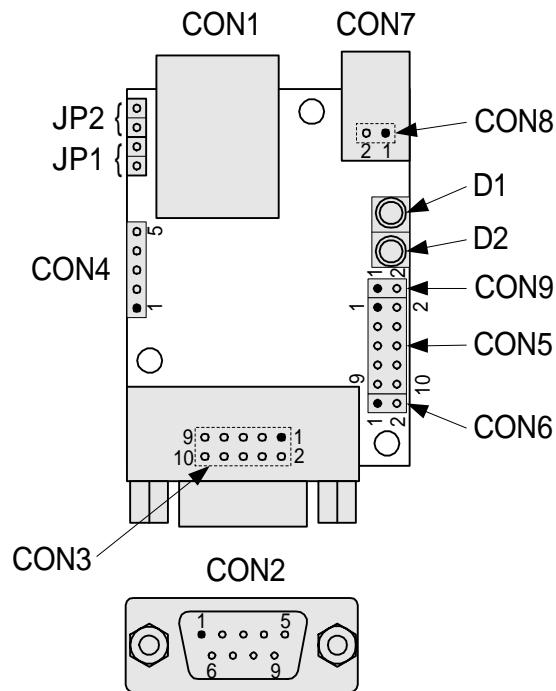 CON1
CON7
JP2
JP1
CON8
2 1
D1
D2
CON4
5
1
1 2
CON9
1 2
CON5
9 10
CON6
1 2
9 1
10 2
CON3
CON2
1 5
6 9